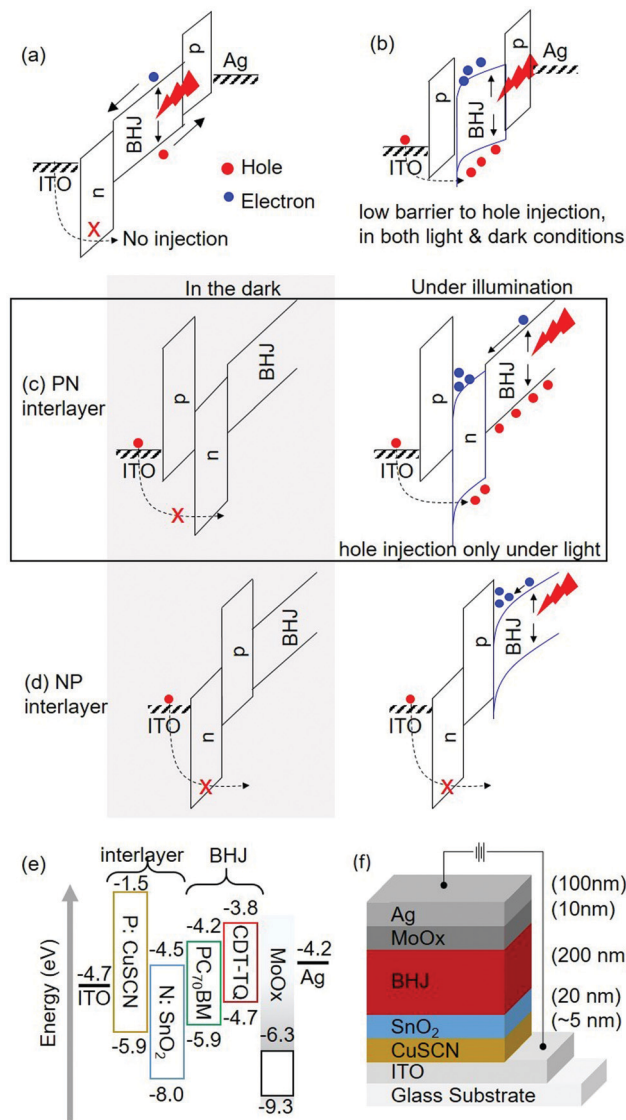 (a)
p
Ag
BHJ
ITO
n
X
No injection
Hole
Electron
(b)
p
Ag
p
BHJ
ITO
low barrier to hole injection,
in both light & dark conditions
In the dark
Under illumination
(c) PN
interlayer
p
BHJ
n
ITO
X
p
BHJ
n
ITO
hole injection only under light
(d) NP
interlayer
p
BHJ
n
ITO
X
p
BHJ
n
ITO
X
(e)
interlayer
BHJ
Energy (eV)
-1.5
-4.7
ITO
P: CuSCN
-5.9
-4.5
N: SnO2
-8.0
-4.2
PC70BM
-5.9
-3.8
CDT-TQ
-4.7
MoOx
-6.3
-9.3
-4.2
Ag
(f)
(100nm)
Ag
(10nm)
MoOx
(200 nm
BHJ
(20 nm)
SnO2
(~5 nm)
CuSCN
ITO
Glass Substrate